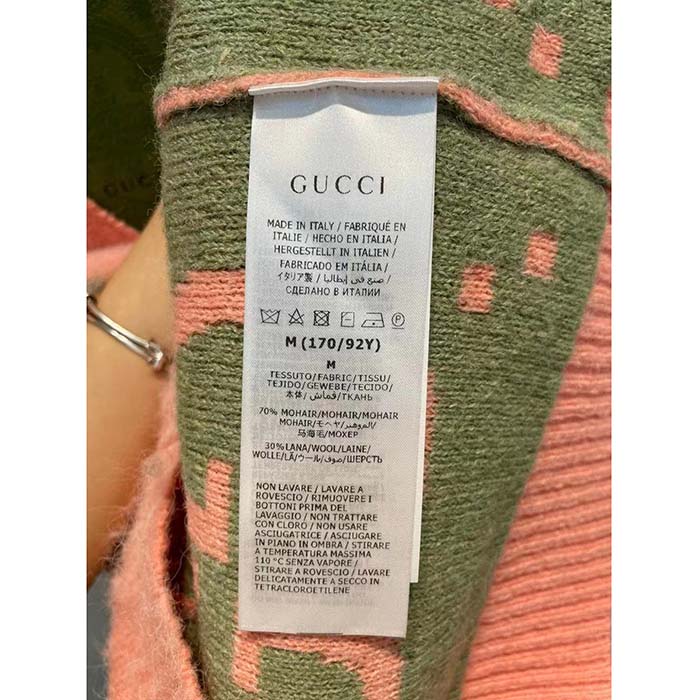 GUCCI
MADE IN ITALY / FABRIQUÉ EN
ITALIE / HECHO EN ITALIA /
HERGESTELLT IN ITALIEN /
FABRICADO EM ITÁLIA /
イタリア製 / صنع في إيطاليا /
СДЕЛАНО В ИТАЛИИ
M (170/92Y)
M
TESSUTO/FABRIC/TISSU/
TEJIDO/GEWEBE/TECIDO/
本体/قماش/ТКАНЬ
70% MOHAIR/MOHAIR/MOHAIR
MOHAIR/モヘヤ/الموهير/
马海毛/МОХЕР
30% LANA/WOOL/LAINE/
WOLLE/LÃ/ウール/صوف/ШЕРСТЬ
NON LAVARE / LAVARE A
ROVESCIO / RIMUOVERE I
BOTTONI PRIMA DEL
LAVAGGIO / NON TRATTARE
CON CLORO / NON USARE
ASCIUGATRICE / ASCIUGARE
IN PIANO IN OMBRA / STIRARE
A TEMPERATURA MASSIMA
110 °C SENZA VAPORE /
STIRARE A ROVESCIO / LAVARE
DELICATAMENTE A SECCO IN
TETRACLOROETILENE